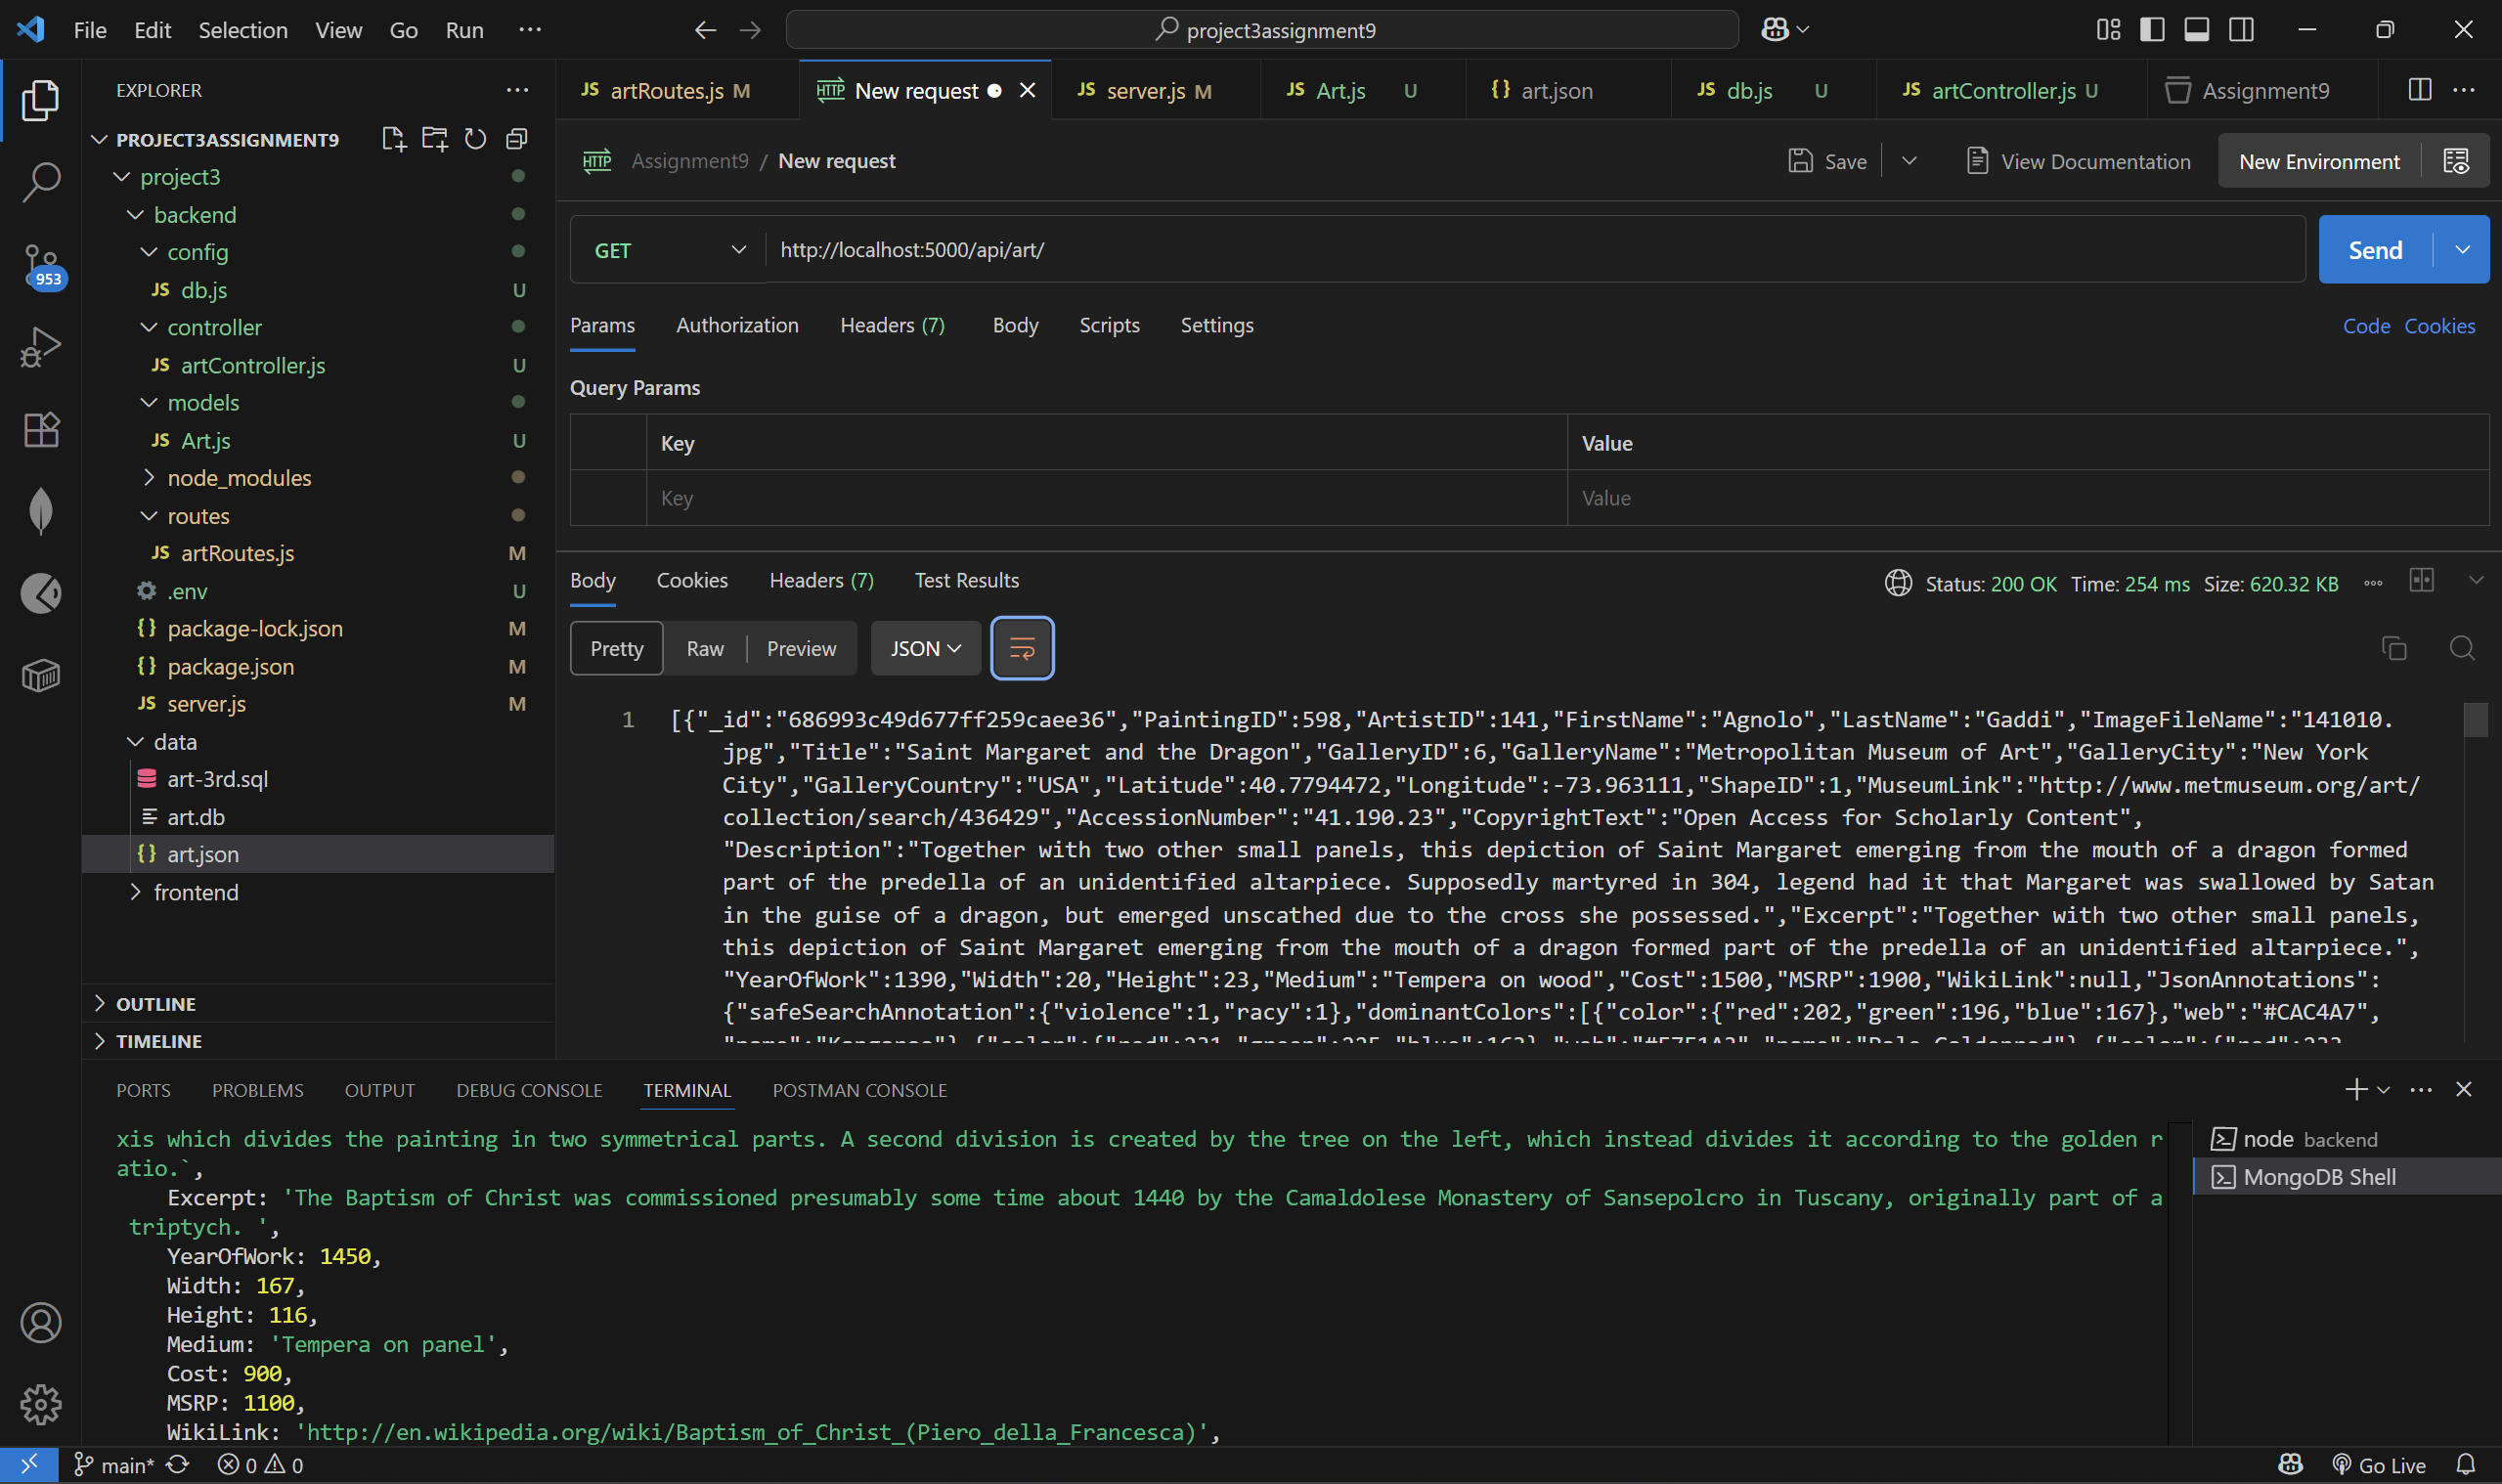 File Edit Selection View Go Run ··· project3assignment9
EXPLORER
PROJECT3ASSIGNMENT9
project3
backend
config
JS db.js U
controller
JS artController.js U
models
JS Art.js U
node_modules
routes
JS artRoutes.js M
.env U
{} package-lock.json M
{} package.json M
JS server.js M
data
art-3rd.sql
art.db
{} art.json
frontend
OUTLINE
TIMELINE
953
JS artRoutes.js M HTTP New request JS server.js M JS Art.js U {} art.json JS db.js U JS artController.js U Assignment9
HTTP Assignment9 / New request Save View Documentation New Environment
GET http://localhost:5000/api/art/ Send
Params Authorization Headers (7) Body Scripts Settings Code Cookies
Query Params
Key Value
Key Value
Body Cookies Headers (7) Test Results Status: 200 OK Time: 254 ms Size: 620.32 KB
Pretty Raw Preview JSON
1 [{"_id":"686993c49d677ff259caee36","PaintingID":598,"ArtistID":141,"FirstName":"Agnolo","LastName":"Gaddi","ImageFileName":"141010.
jpg","Title":"Saint Margaret and the Dragon","GalleryID":6,"GalleryName":"Metropolitan Museum of Art","GalleryCity":"New York
City","GalleryCountry":"USA","Latitude":40.7794472,"Longitude":-73.963111,"ShapeID":1,"MuseumLink":"http://www.metmuseum.org/art/
collection/search/436429","AccessionNumber":"41.190.23","CopyrightText":"Open Access for Scholarly Content",
"Description":"Together with two other small panels, this depiction of Saint Margaret emerging from the mouth of a dragon formed
part of the predella of an unidentified altarpiece. Supposedly martyred in 304, legend had it that Margaret was swallowed by Satan
in the guise of a dragon, but emerged unscathed due to the cross she possessed.","Excerpt":"Together with two other small panels,
this depiction of Saint Margaret emerging from the mouth of a dragon formed part of the predella of an unidentified altarpiece.",
"YearOfWork":1390,"Width":20,"Height":23,"Medium":"Tempera on wood","Cost":1500,"MSRP":1900,"WikiLink":null,"JsonAnnotations":
{"safeSearchAnnotation":{"violence":1,"racy":1},"dominantColors":[{"color":{"red":202,"green":196,"blue":167},"web":"#CAC4A7",
PORTS PROBLEMS OUTPUT DEBUG CONSOLE TERMINAL POSTMAN CONSOLE
xis which divides the painting in two symmetrical parts. A second division is created by the tree on the left, which instead divides it according to the golden r
atio.`,
Excerpt: 'The Baptism of Christ was commissioned presumably some time about 1440 by the Camaldolese Monastery of Sansepolcro in Tuscany, originally part of a
triptych. ',
YearOfWork: 1450,
Width: 167,
Height: 116,
Medium: 'Tempera on panel',
Cost: 900,
MSRP: 1100,
WikiLink: 'http://en.wikipedia.org/wiki/Baptism_of_Christ_(Piero_della_Francesca)',
node backend
MongoDB Shell
main* 0 0 Go Live